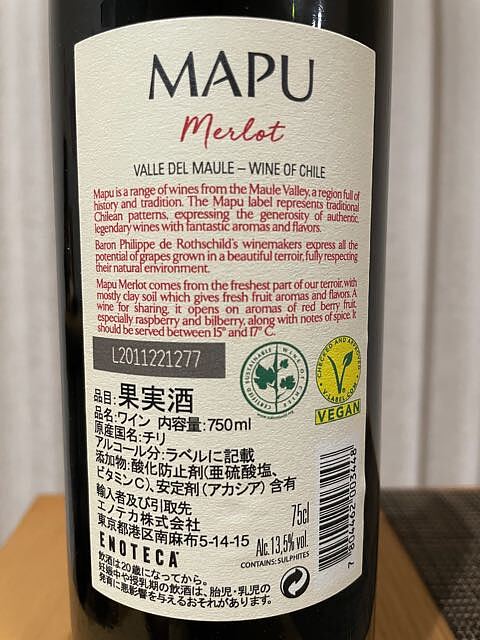 MAPU
Merlot
VALLE DEL MAULE – WINE OF CHILE
Mapu is a range of wines from the Maule Valley, a region full of
history and tradition. The Mapu label represents traditional
Chilean patterns, expressing the generosity of authentic,
legendary wines with fantastic aromas and flavors.
Baron Philippe de Rothschild's winemakers express all the
potential of grapes grown in a beautiful terroir, fully respecting
their natural environment.
Mapu Merlot comes from the freshest part of our terroir, with
mostly clay soil which gives fresh fruit aromas and flavors. A
wine for sharing, it opens on aromas of red berry fruit,
especially raspberry and bilberry, along with notes of spice. It
should be served between 15° and 17° C.
L2011221277
CERTIFIED SUSTAINABLE WINE OF CHILE
CHECKED AND APPROVED
V-LABEL.COM
VEGAN
品目:果実酒
品名:ワイン 内容量:750ml
原産国名:チリ
アルコール分:ラベルに記載
添加物:酸化防止剤(亜硫酸塩、
ビタミンC)、安定剤(アカシア)含有
輸入者及び引取先
エノテカ株式会社
東京都港区南麻布5-14-15
ENOTECA
飲酒は20歳になってから。
妊娠中や授乳期の飲酒は、胎児・乳児の
発育に悪影響を与えるおそれがあります。
75cl
Alc. 13,5% vol.
CONTAINS: SULPHITES
7 804462 003448